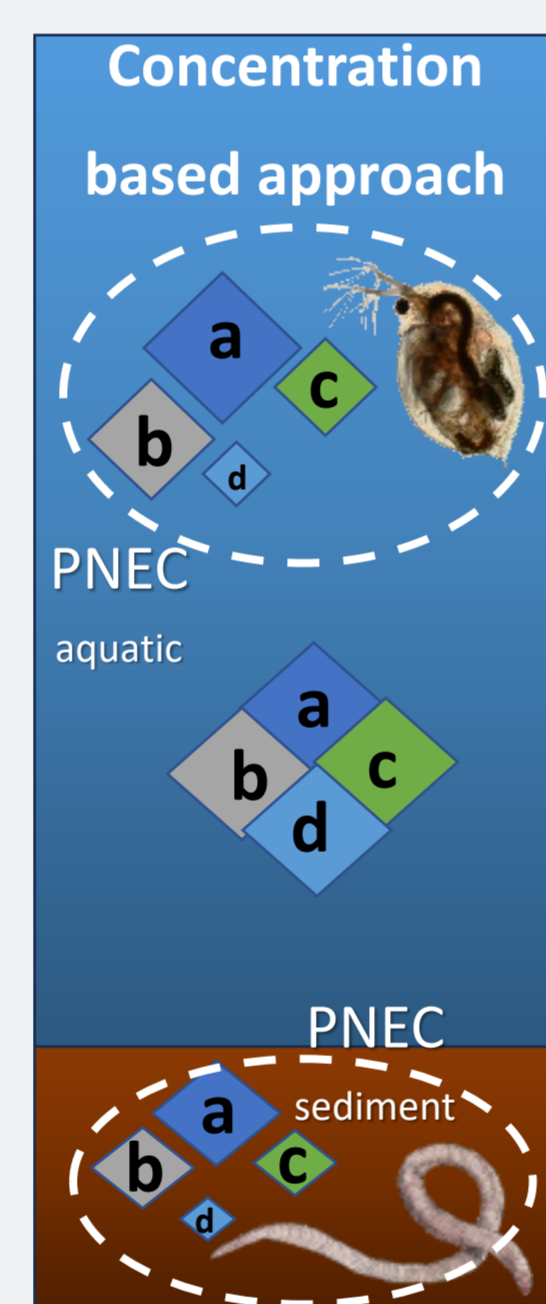 Concentration
based approach
a
c
b
d
PNEC
aquatic
a
c
b
d
PNEC
sediment
a
c
b
d